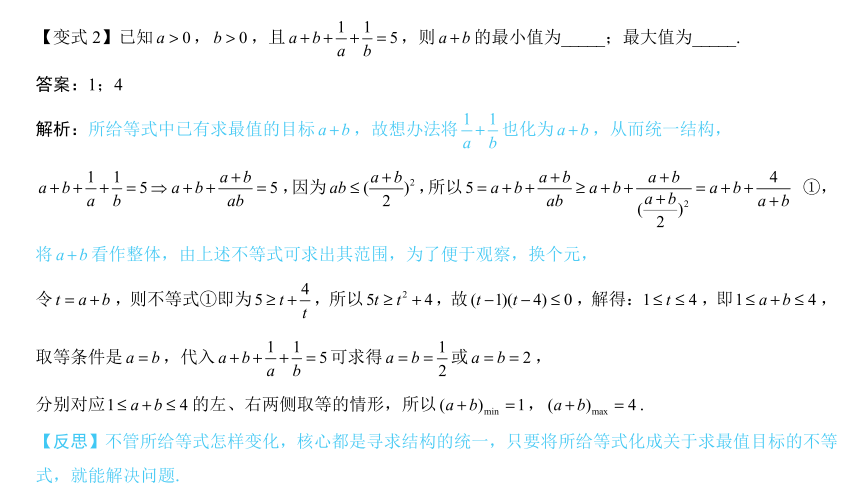 【变式 2】已知 $a>0$，$b>0$，且 $a+b+\frac{1}{a}+\frac{1}{b}=5$，则 $a+b$ 的最小值为_____；最大值为_____.
答案：1；4
解析：所给等式中已有求最值的目标 $a+b$，故想办法将 $\frac{1}{a}+\frac{1}{b}$ 也化为 $a+b$，从而统一结构，
$a+b+\frac{1}{a}+\frac{1}{b}=5 \Rightarrow a+b+\frac{a+b}{ab}=5$，因为 $ab \leq (\frac{a+b}{2})^2$，所以 $5=a+b+\frac{a+b}{ab} \geq a+b+\frac{a+b}{(\frac{a+b}{2})^2}=a+b+\frac{4}{a+b}$ ①，
将 $a+b$ 看作整体，由上述不等式可求出其范围，为了便于观察，换个元，
令 $t=a+b$，则不等式①即为 $5 \geq t+\frac{4}{t}$，所以 $5t \geq t^2+4$，故 $(t-1)(t-4) \leq 0$，解得：$1 \leq t \leq 4$，即 $1 \leq a+b \leq 4$，
取等条件是 $a=b$，代入 $a+b+\frac{1}{a}+\frac{1}{b}=5$ 可求得 $a=b=\frac{1}{2}$ 或 $a=b=2$，
分别对应 $1 \leq a+b \leq 4$ 的左、右两侧取等的情形，所以 $(a+b)_{\min}=1$，$(a+b)_{\max}=4$.
【反思】不管所给等式怎样变化，核心都是寻求结构的统一，只要将所给等式化成关于求最值目标的不等
式，就能解决问题.